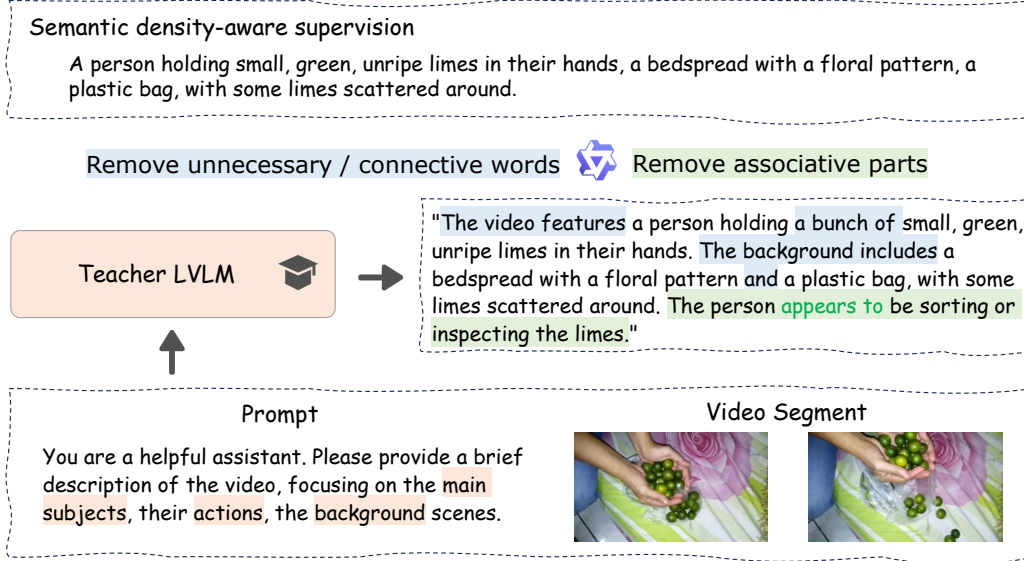 Semantic density-aware supervision
A person holding small, green, unripe limes in their hands, a bedspread with a floral pattern, a
plastic bag, with some limes scattered around.
Remove unnecessary / connective words Remove associative parts
"The video features a person holding a bunch of small, green,
unripe limes in their hands. The background includes a
bedspread with a floral pattern and a plastic bag, with some
limes scattered around. The person appears to be sorting or
inspecting the limes."
Teacher LVLM
Prompt
You are a helpful assistant. Please provide a brief
description of the video, focusing on the main
subjects, their actions, the background scenes.
Video Segment